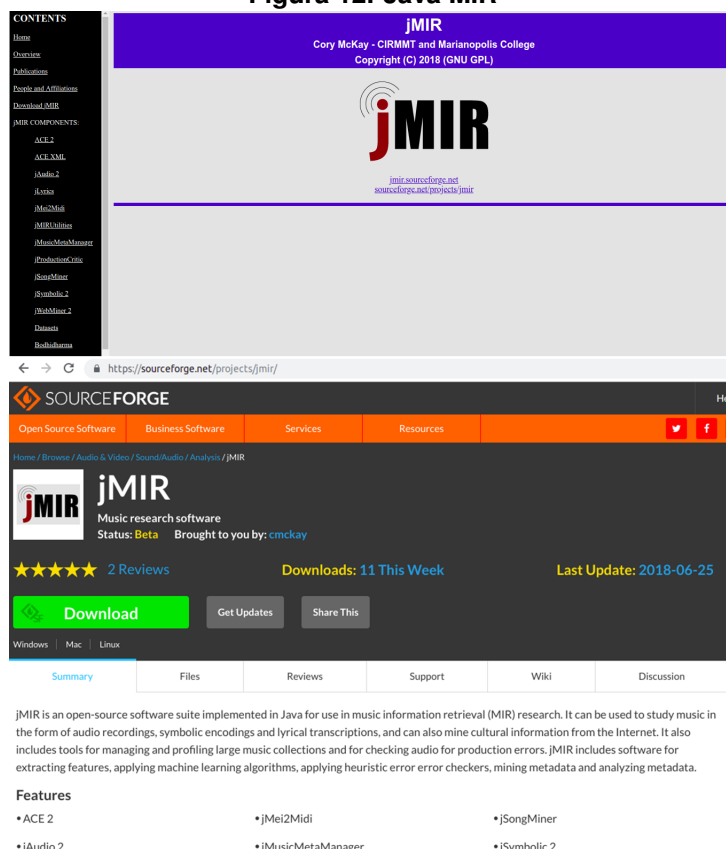 Figura 12. Java MIR
CONTENTS
Home
Overview
Publications
People and Affiliations
Download jMIR
jMIR COMPONENTS:
ACE 2
ACE XML
jAudio 2
jLyrics
jMei2Midi
jMIRUtilities
jMusicMetaManager
jProductionCritic
jSongMiner
jSymbolic 2
jWebMiner 2
Datasets
Bodhidharma
jMIR
Cory McKay - CIRMMT and Marianopolis College
Copyright (C) 2018 (GNU GPL)
jMIR
jmir.sourceforge.net
sourceforge.net/projects/jmir
https://sourceforge.net/projects/jmir/
SOURCEFORGE
Open Source Software Business Software Services Resources
Home / Browse / Audio & Video / Sound/Audio / Analysis / jMIR
jMIR
jMIR
Music research software
Status: Beta Brought to you by: cmckay
2 Reviews Downloads: 11 This Week Last Update: 2018-06-25
Download Get Updates Share This
Windows Mac Linux
Summary Files Reviews Support Wiki Discussion
jMIR is an open-source software suite implemented in Java for use in music information retrieval (MIR) research. It can be used to study music in
the form of audio recordings, symbolic encodings and lyrical transcriptions, and can also mine cultural information from the Internet. It also
includes tools for managing and profiling large music collections and for checking audio for production errors. jMIR includes software for
extracting features, applying machine learning algorithms, applying heuristic error error checkers, mining metadata and analyzing metadata.
Features
• ACE 2 • jMei2Midi • jSongMiner
• jAudio 2 • jMusicMetaManager • jSymbolic 2